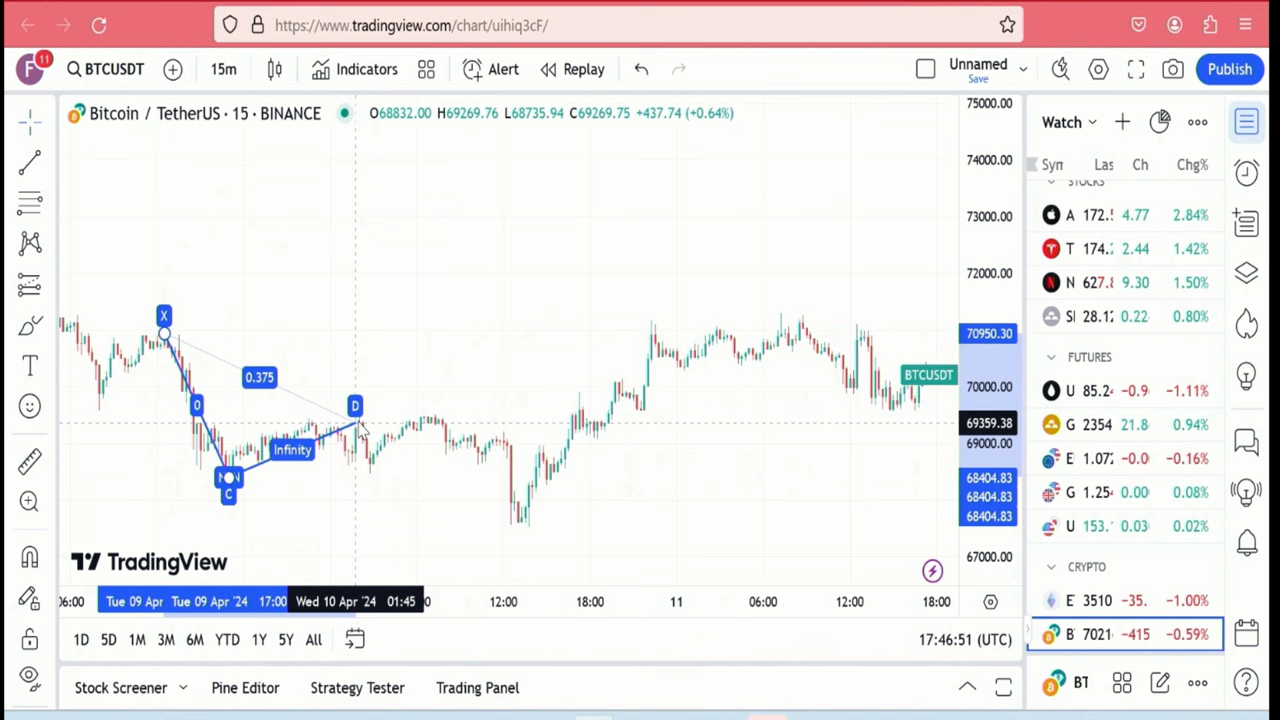 https://www.tradingview.com/chart/uihiq3cF/
F
11
BTCUSDT
15m
Indicators
Alert
Replay
Unnamed
Save
Publish
Bitcoin / TetherUS · 15 · BINANCE
O68832.00 H69269.76 L68735.94 C69269.75 +437.74 (+0.64%)
75000.00
74000.00
73000.00
72000.00
70950.30
70000.00
69359.38
69000.00
68404.83
68404.83
68404.83
67000.00
BTCUSDT
X
0.375
0
D
Infinity
C
TradingView
06:00
Tue 09 Apr
Tue 09 Apr '24 17:00
Wed 10 Apr '24 01:45
12:00
18:00
11
06:00
12:00
18:00
1D 5D 1M 3M 6M YTD 1Y 5Y All
17:46:51 (UTC)
Stock Screener
Pine Editor
Strategy Tester
Trading Panel
Watch
Syn Las Ch Chg%
STOCKS
A 172.5 4.77 2.84%
T 174.2 2.44 1.42%
N 627.8 9.30 1.50%
SI 28.12 0.22 0.80%
FUTURES
U 85.24 -0.9 -1.11%
G 2354 21.8 0.94%
E 1.072 -0.0 -0.16%
G 1.254 0.00 0.08%
U 153. 0.03 0.02%
CRYPTO
E 3510 -35. -1.00%
B 7021 -415 -0.59%
BT